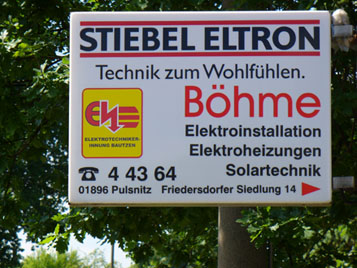 STIEBEL ELTRON
Technik zum Wohlfühlen.
Böhme
ELEKTROTECHNIKER-
INNUNG BAUTZEN
Elektroinstallation
Elektroheizungen
Solartechnik
☎ 4 43 64
01896 Pulsnitz Friedersdorfer Siedlung 14